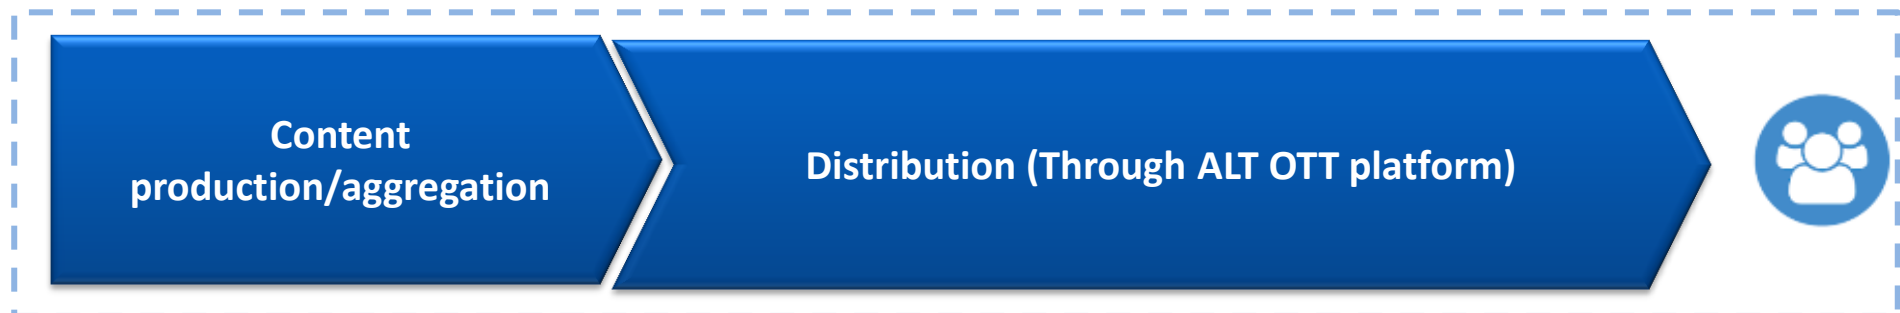 Content
production/aggregation
Distribution (Through ALT OTT platform)